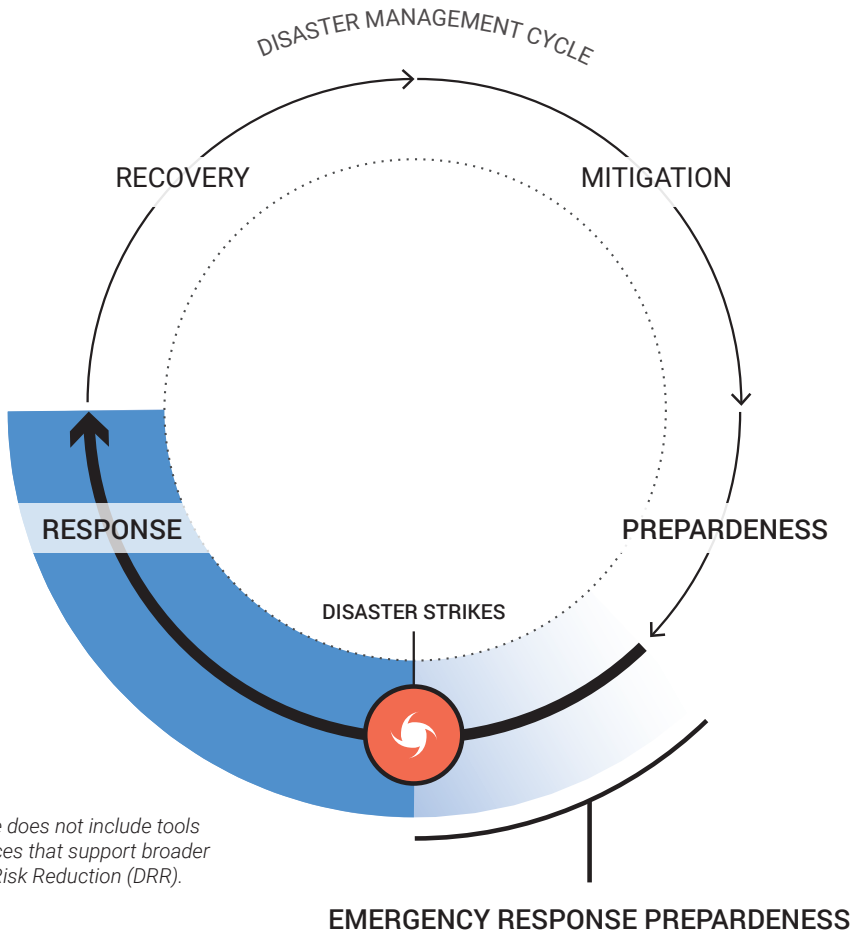 DISASTER MANAGEMENT CYCLE
RECOVERY
MITIGATION
RESPONSE
PREPARDENESS
DISASTER STRIKES
e does not include tools
ces that support broader
Risk Reduction (DRR).
EMERGENCY RESPONSE PREPARDENESS